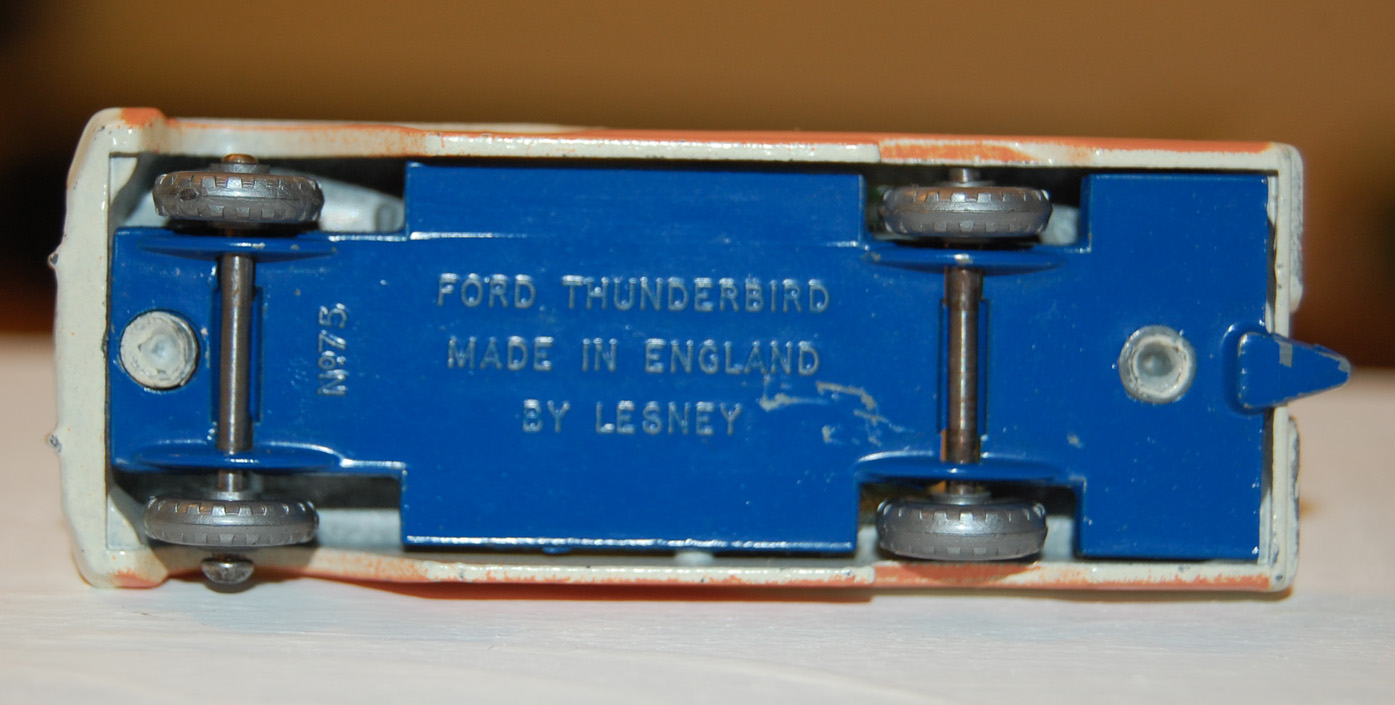 FORD THUNDERBIRD
MADE IN ENGLAND
BY LESNEY
Nº75